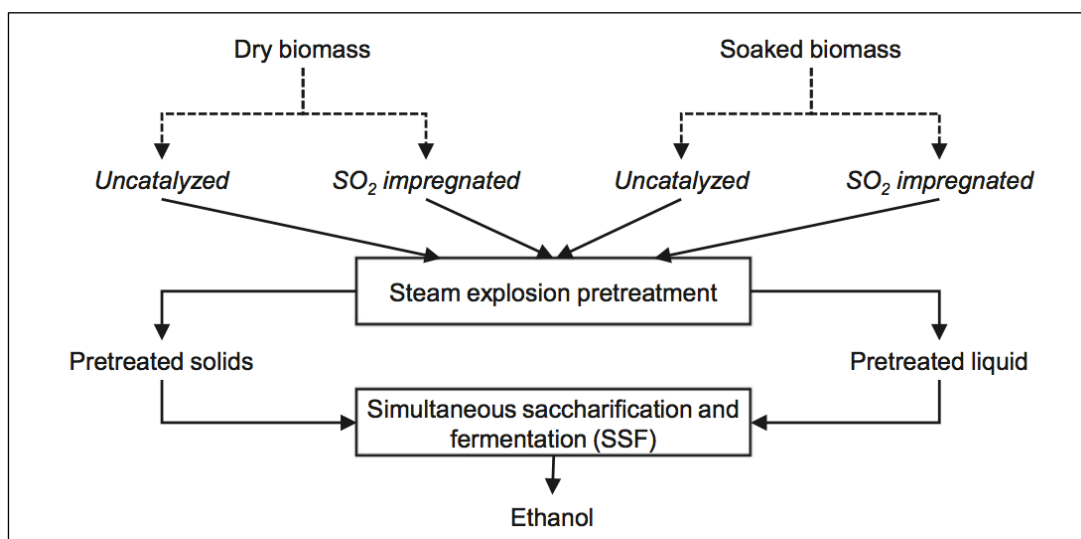 Dry biomass
Soaked biomass
Uncatalyzed
SO2 impregnated
Uncatalyzed
SO2 impregnated
Steam explosion pretreatment
Pretreated solids
Pretreated liquid
Simultaneous saccharification and
fermentation (SSF)
Ethanol